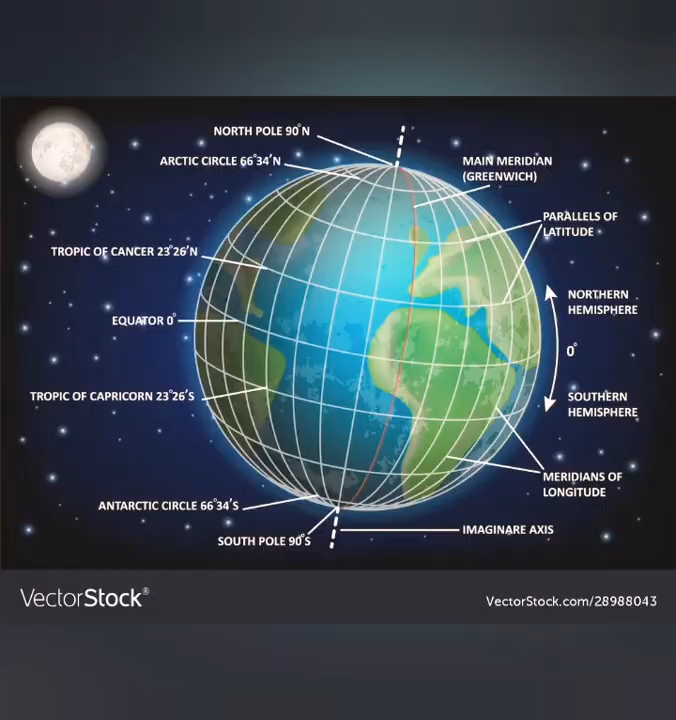 NORTH POLE 90°N
ARCTIC CIRCLE 66°34'N
MAIN MERIDIAN
(GREENWICH)
PARALLELS OF
LATITUDE
TROPIC OF CANCER 23°26'N
NORTHERN
HEMISPHERE
EQUATOR 0°
0°
TROPIC OF CAPRICORN 23°26'S
SOUTHERN
HEMISPHERE
MERIDIANS OF
LONGITUDE
ANTARCTIC CIRCLE 66°34'S
SOUTH POLE 90°S
IMAGINARE AXIS
VectorStock®
VectorStock.com/28988043